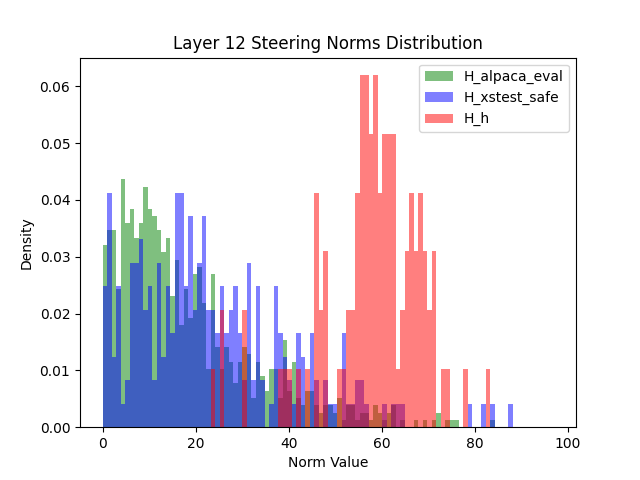 Layer 12 Steering Norms Distribution
H_alpaca_eval
H_xstest_safe
H_h
Density
0.06
0.05
0.04
0.03
0.02
0.01
0.00
0 20 40 60 80 100
Norm Value